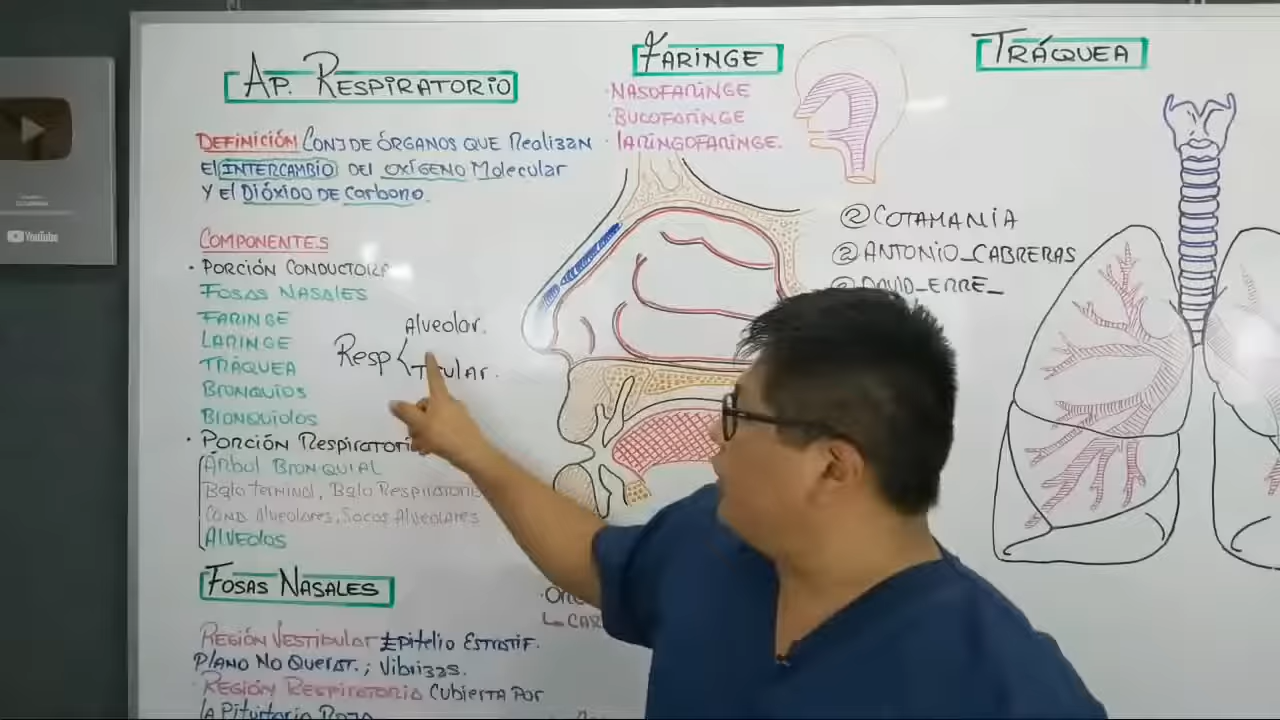 AP. RESPIRATORIO
DEFINICIÓN CONJ DE ÓRGANOS QUE RealiZAN
El INTERCAMBIO DEl OXÍGENO Molecular
Y el DIÓXIDO DE Carbono.
COMPONENTES
· PORCIÓN CONDUCTORA
FOSAS NASALES
FARINGE
LARINGE
TRÁQUEA
BRONQUIOS
BRONQUIOLOS
· PORCIÓN Respiratoria
Árbol BRONQUIAL
Bqlo Terminal, Bqlo Respiratorio
Cond Alveolares, Sacos Alveolares
ALVEOLOS
Resp
Alveolar.
FOSAS NASALES
REGIÓN VESTIBULAR EPitelio ESTRATIF.
PlANO NO QUERAT.; Vibrizas.
REGIÓN RESPIRATORIA CUbierta POR
lA Pituitaria Roja
FARINGE
· NASOFARINGE
· BUCOFARINGE
· lARINGOFARINGE.
TRÁQUEA
@COTAMANIA
@ANTONIO_CABRERAS
@DAVID_ERRE_
YouTube